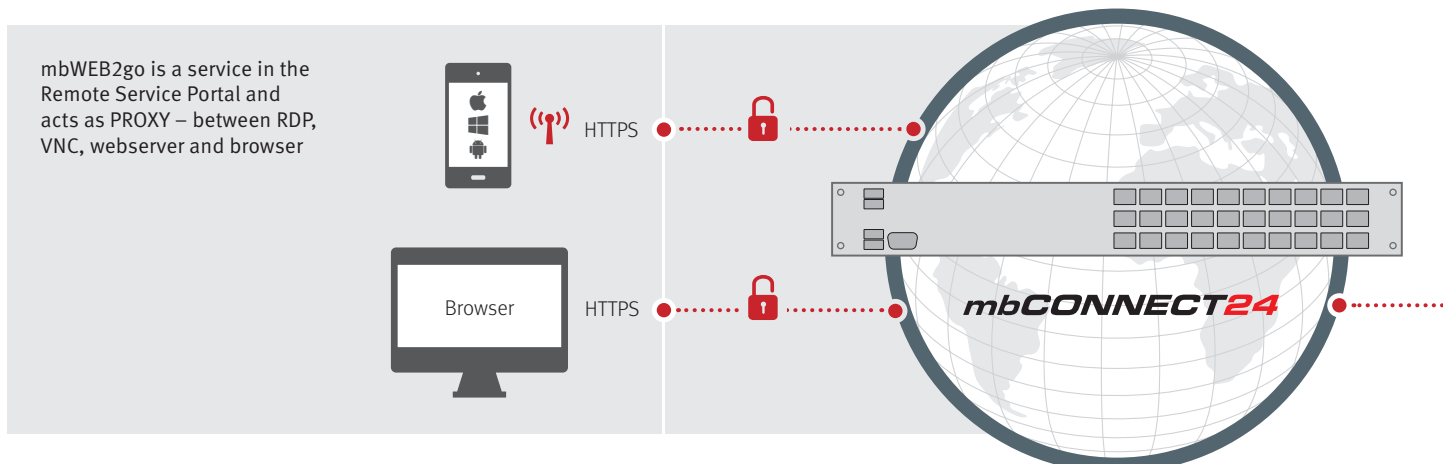 mbWEB2go is a service in the
Remote Service Portal and
acts as PROXY – between RDP,
VNC, webserver and browser
HTTPS
Browser
HTTPS
mbCONNECT24